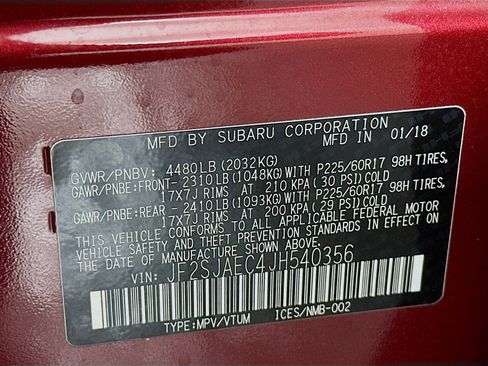 MFD BY SUBARU CORPORATION 01/18
GVWR/PNBV: 4480LB (2032KG)
GAWR/PNBE:FRONT- 2310LB (1048KG)WITH P225/60R17 98H TIRES,
17X7J RIMS AT 210 KPA ( 30 PSI) COLD
GAWR/PNBE:REAR - 2410LB (1093KG)WITH P225/60R17 98H TIRES,
17X7J RIMS AT 200 KPA ( 29 PSI) COLD
THIS VEHICLE CONFORMS TO ALL APPLICABLE FEDERAL MOTOR
VEHICLE SAFETY AND THEFT PREVENTION STANDARDS IN EFFECT ON
THE DATE OF MANUFACTURE SHOWN ABOVE.
VIN: JF2SJAEC4JH540356
TYPE:MPV/VTUM ICES/NMB-002